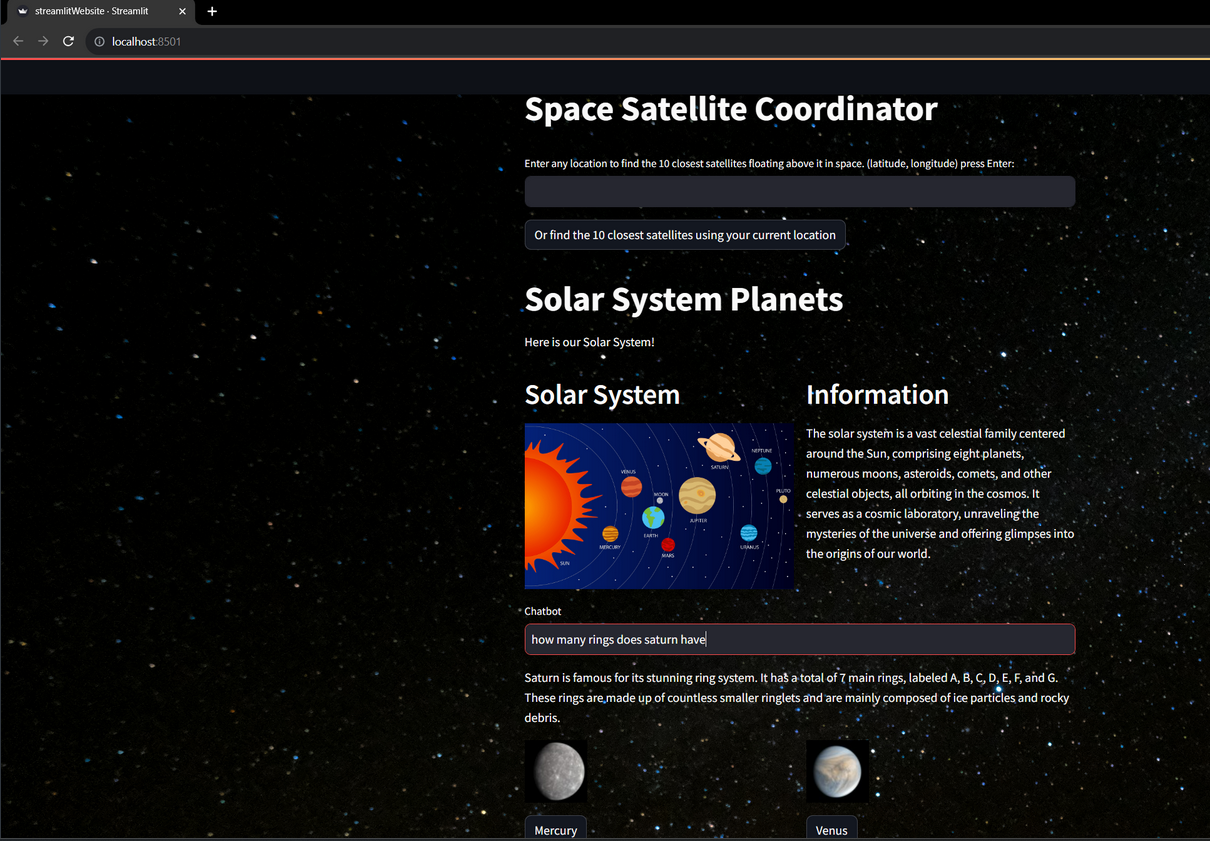 streamlitWebsite · Streamlit
localhost:8501
Space Satellite Coordinator
Enter any location to find the 10 closest satellites floating above it in space. (latitude, longitude) press Enter:
Or find the 10 closest satellites using your current location
Solar System Planets
Here is our Solar System!
Solar System
Information
SATURN
NEPTUNE
VENUS
MOON
PLUTO
JUPITER
EARTH
MERCURY
MARS
URANUS
SUN
The solar system is a vast celestial family centered
around the Sun, comprising eight planets,
numerous moons, asteroids, comets, and other
celestial objects, all orbiting in the cosmos. It
serves as a cosmic laboratory, unraveling the
mysteries of the universe and offering glimpses into
the origins of our world.
Chatbot
how many rings does saturn have
Saturn is famous for its stunning ring system. It has a total of 7 main rings, labeled A, B, C, D, E, F, and G.
These rings are made up of countless smaller ringlets and are mainly composed of ice particles and rocky
debris.
Mercury
Venus